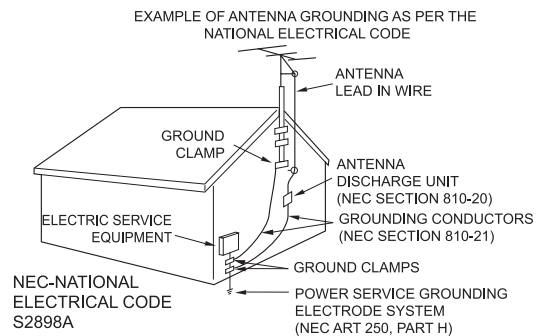 EXAMPLE OF ANTENNA GROUNDING AS PER THE
NATIONAL ELECTRICAL CODE
ANTENNA
LEAD IN WIRE
GROUND
CLAMP
ANTENNA
DISCHARGE UNIT
(NEC SECTION 810-20)
ELECTRIC SERVICE
EQUIPMENT
GROUNDING CONDUCTORS
(NEC SECTION 810-21)
GROUND CLAMPS
NEC-NATIONAL
ELECTRICAL CODE
S2898A
POWER SERVICE GROUNDING
ELECTRODE SYSTEM
(NEC ART 250, PART H)